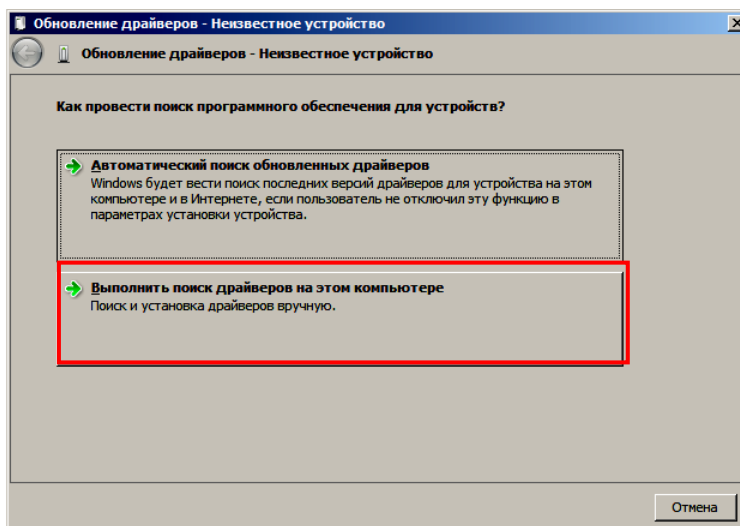 Обновление драйверов - Неизвестное устройство
Обновление драйверов - Неизвестное устройство
Как провести поиск программного обеспечения для устройств?
Автоматический поиск обновленных драйверов
Windows будет вести поиск последних версий драйверов для устройства на этом
компьютере и в Интернете, если пользователь не отключил эту функцию в
параметрах установки устройства.
Выполнить поиск драйверов на этом компьютере
Поиск и установка драйверов вручную.
Отмена